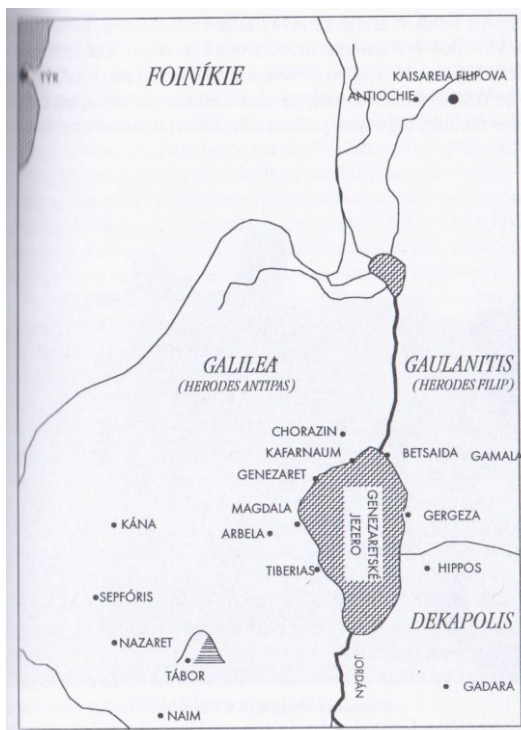 TÝR
FOINÍKIE
KAISAREIA FILIPOVA
ANTIOCHIE
GALILEA
(HERODES ANTIPAS)
GAULANITIS
(HERODES FILIP)
CHORAZIN
KAFARNAUM
BETSAIDA
GAMALA
GENEZARET
MAGDALA
GENEZARETSKÉ
JEZERO
GERGEZA
KÁNA
ARBELA
TIBERIAS
HIPPOS
SEPFÓRIS
DEKAPOLIS
NAZARET
TÁBOR
JORDÁN
GADARA
NAIM